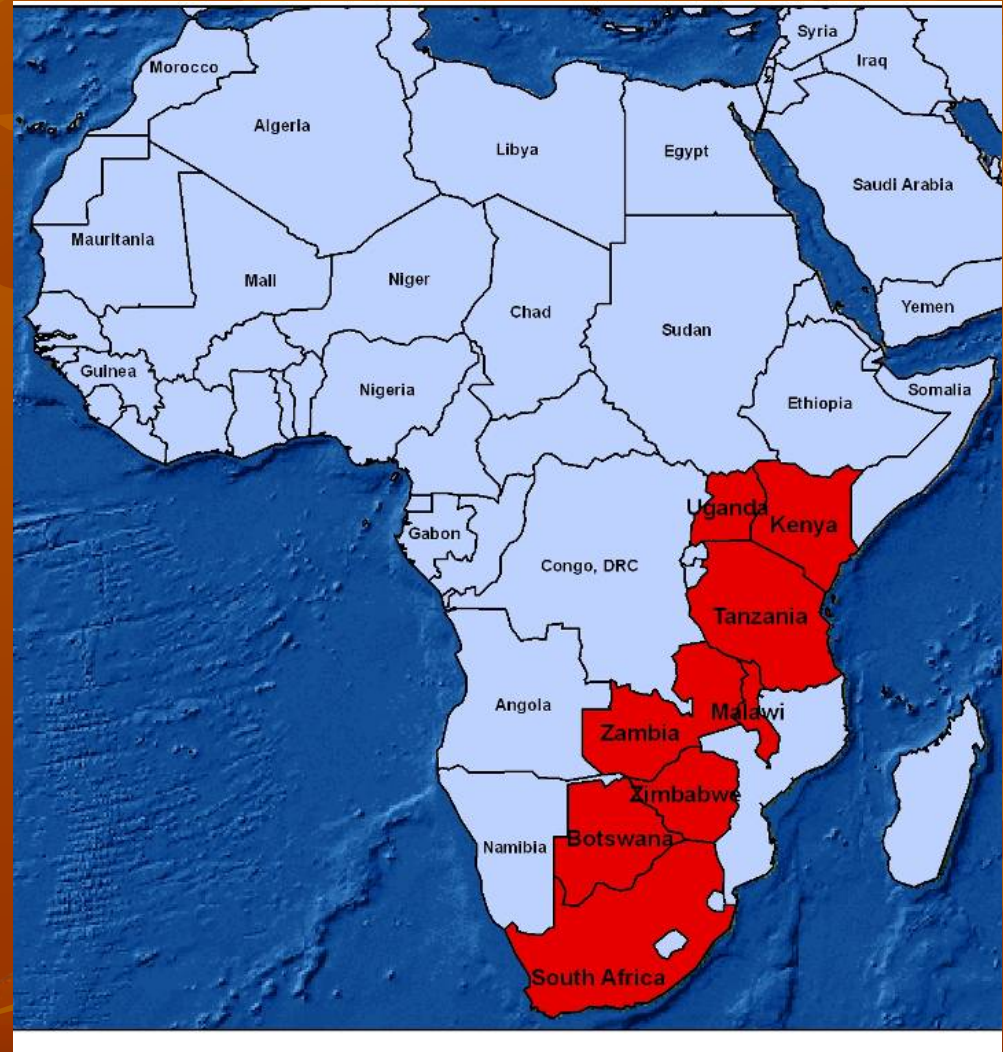 Syria
Iraq
Morocco
Algeria
Libya
Egypt
Saudi Arabia
Mauritania
Mali
Niger
Chad
Sudan
Yemen
Guinea
Nigeria
Ethiopia
Somalia
Uganda
Kenya
Gabon
Congo, DRC
Tanzania
Angola
Malawi
Zambia
Zimbabwe
Botswana
Namibia
South Africa